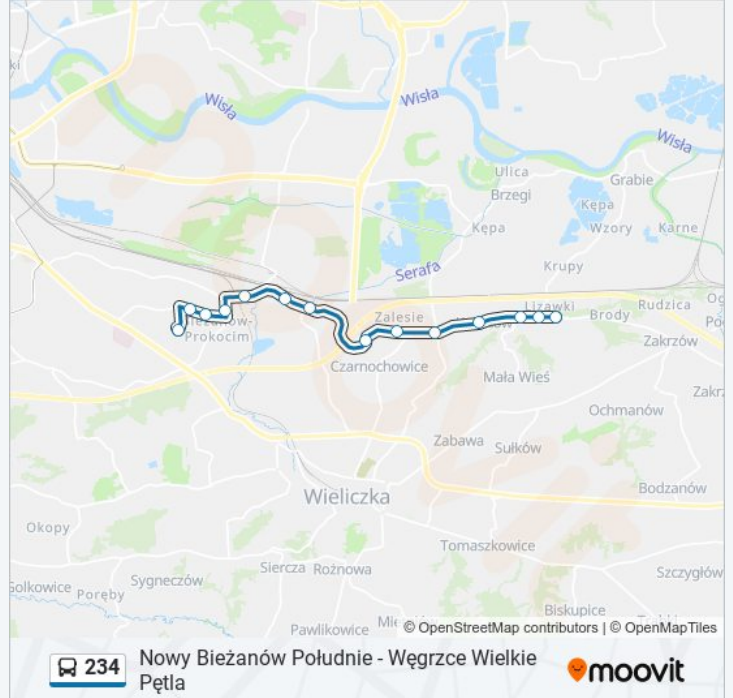 Wisła
Wisła
Wisła
Ulica
Brzegi
Grabie
Kępa
Wzory
Karne
Kępa
Serafa
Krupy
Lizawki
Rudzica
Zalesie
Brody
Prokocim
Zakrzów
Czarnochowice
Mała Wieś
Ochmanów
Zabawa
Sułków
Bodzanów
Wieliczka
Okopy
Tomaszkowice
Siercza
Rożnowa
Sygneczów
Poręby
Szczygłów
Biskupice
Pawlikowice
© OpenStreetMap contributors | © OpenMapTiles
234
Nowy Bieżanów Południe - Węgrzce Wielkie
Pętla
moovit